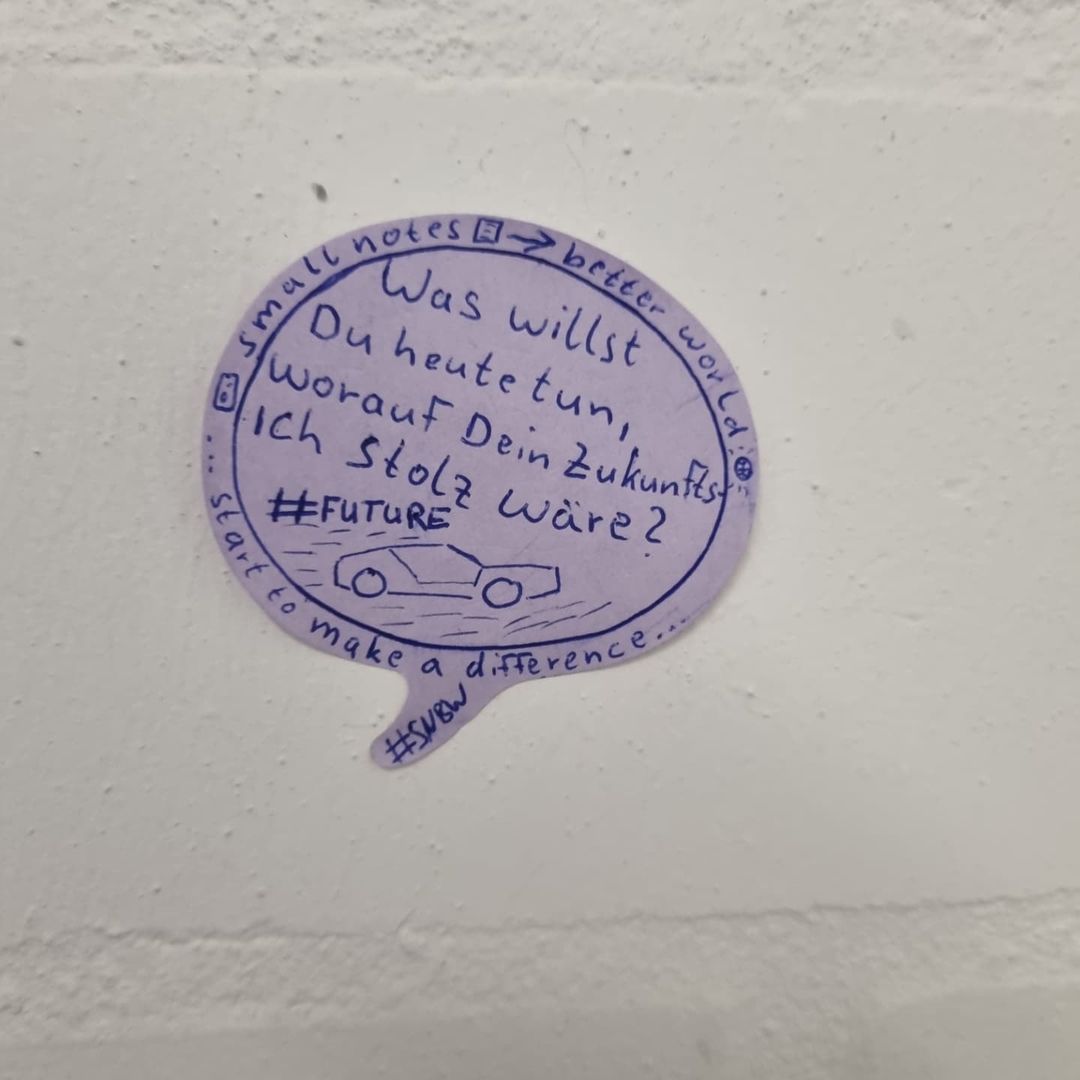 small notes → better world!
Was willst
Du heute tun,
worauf Dein Zukunfts-
Ich stolz wäre?
#FUTURE
... start to make a difference...
#SNBW